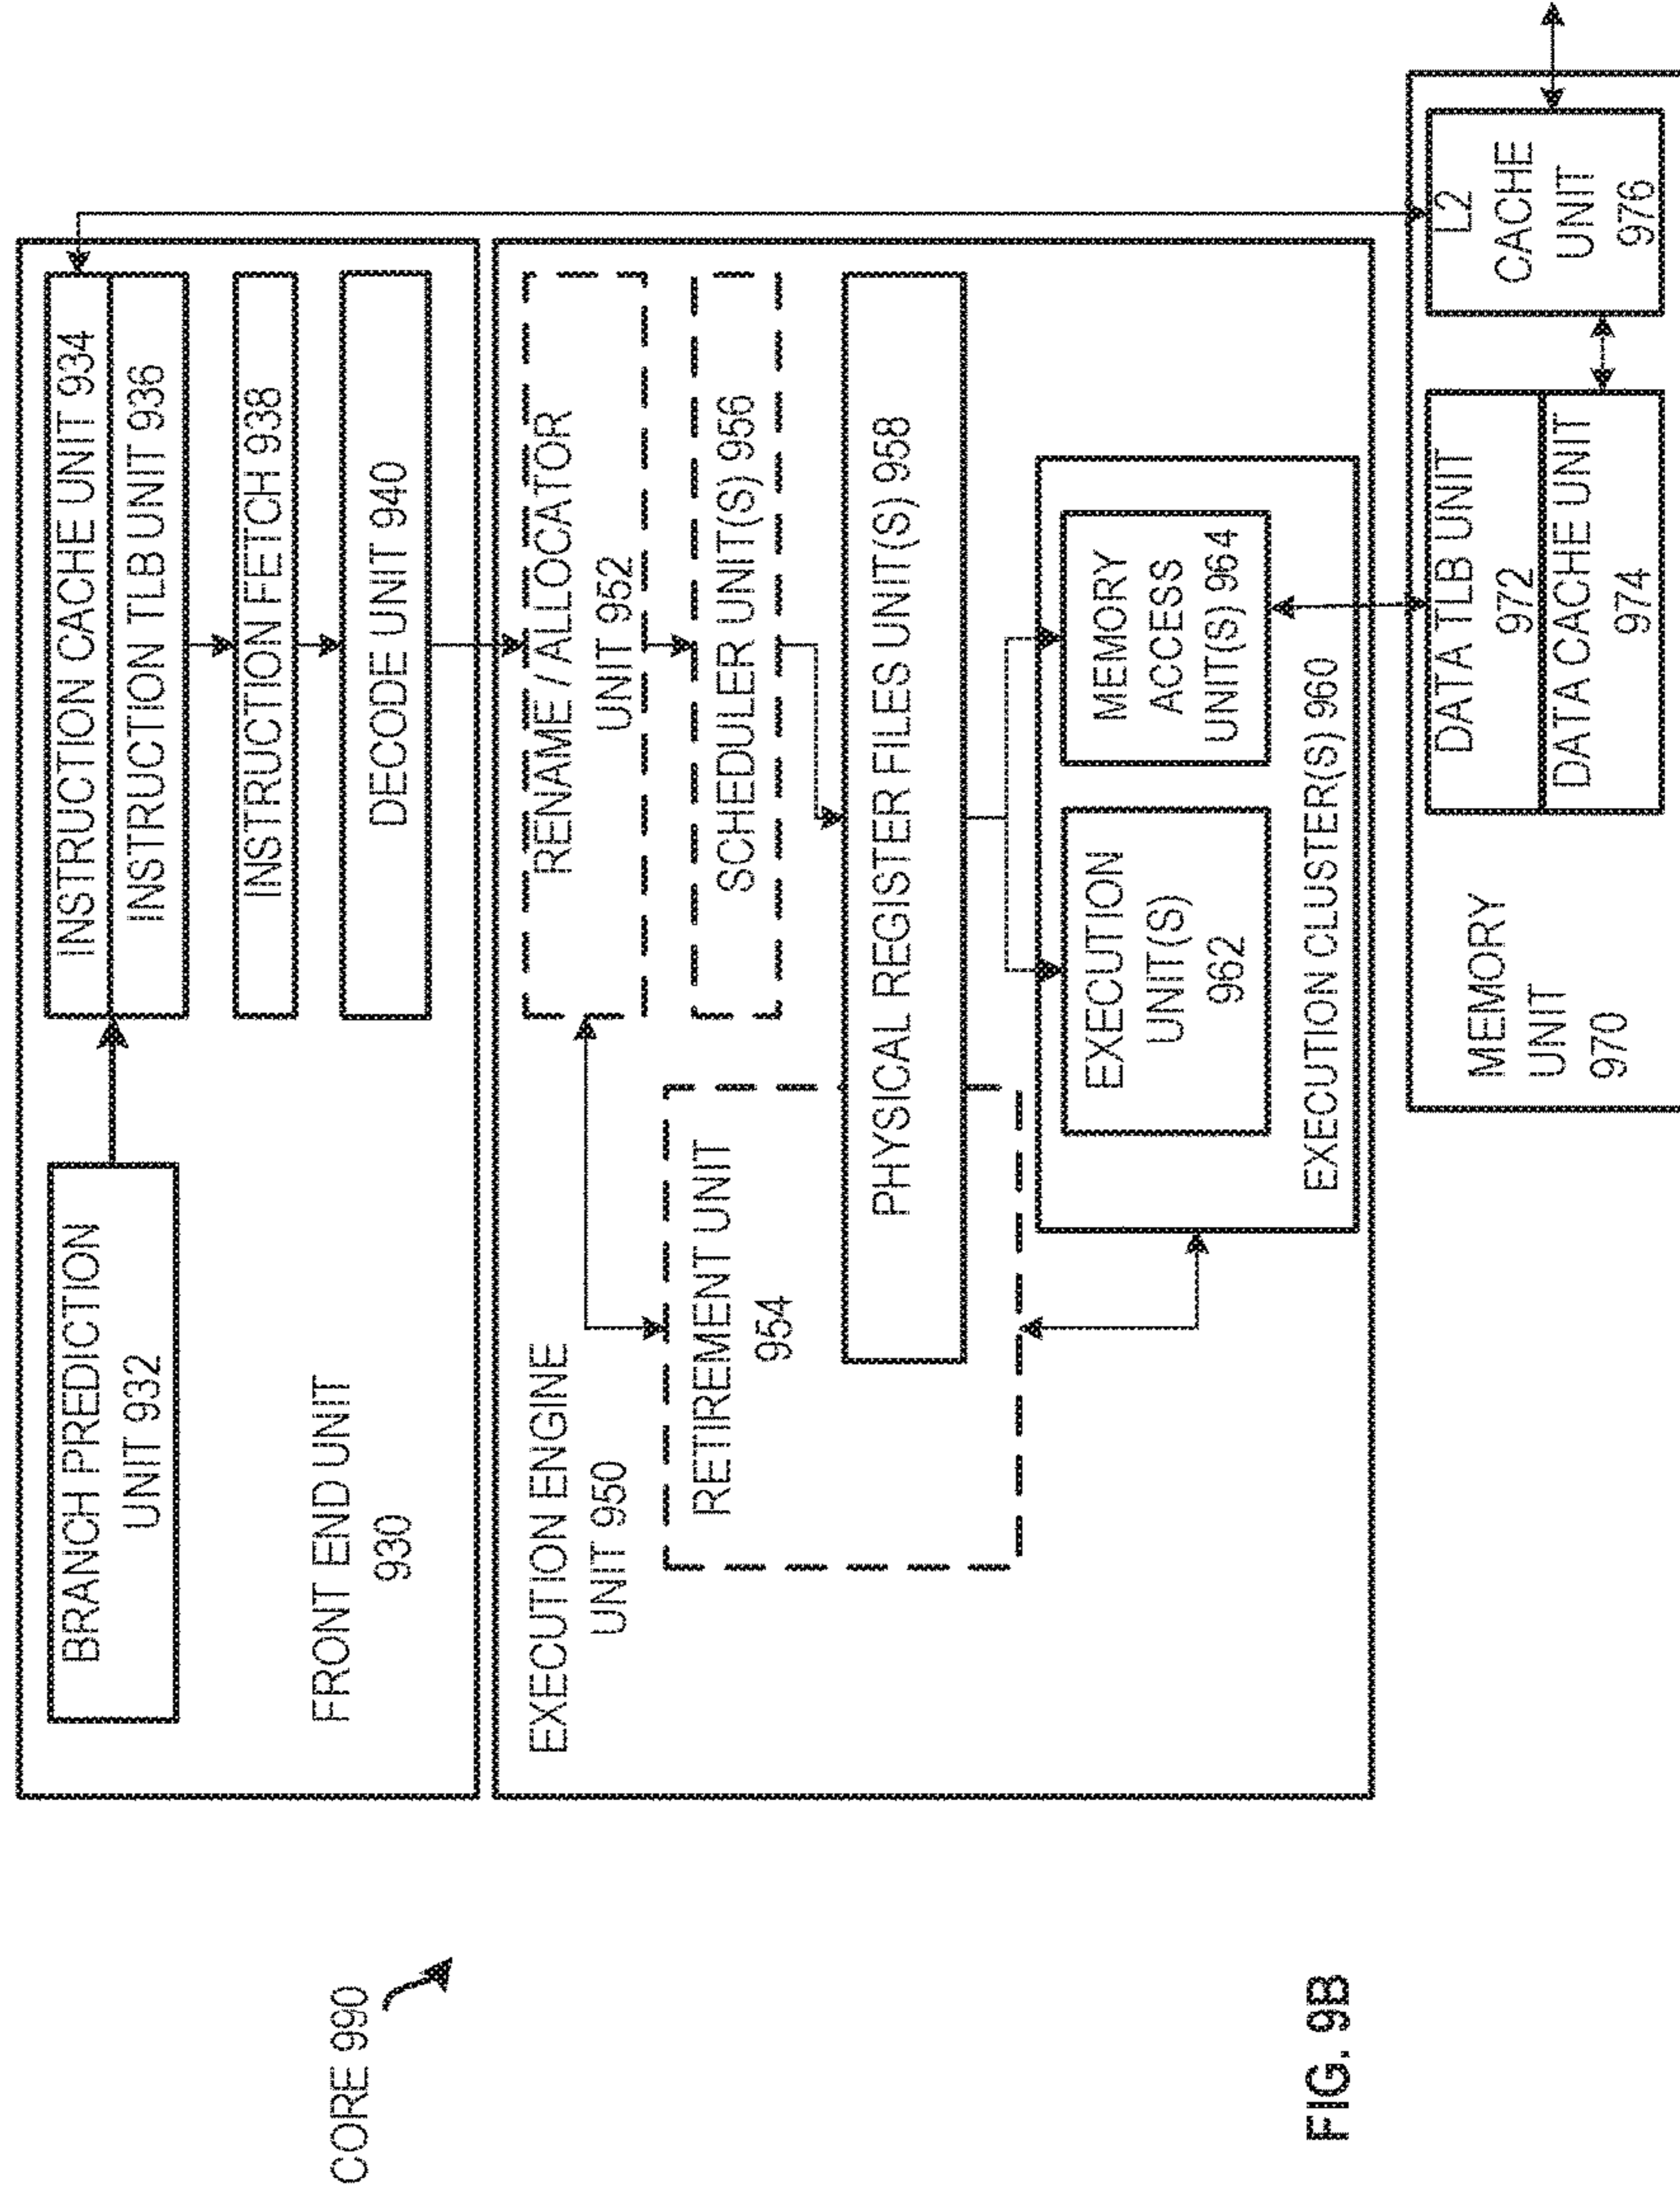 CORE 990
BRANCH PREDICTION
UNIT 932
INSTRUCTION CACHE UNIT 934
INSTRUCTION TLB UNIT 936
INSTRUCTION FETCH 938
FRONT END UNIT
930
DECODE UNIT 940
EXECUTION ENGINE
UNIT 950
RENAME / ALLOCATOR
UNIT 952
RETIREMENT UNIT
954
SCHEDULER UNIT(S) 956
PHYSICAL REGISTER FILES UNIT(S) 958
EXECUTION
UNIT(S)
962
MEMORY
ACCESS
UNIT(S) 964
EXECUTION CLUSTER(S) 960
MEMORY
UNIT
970
DATA TLB UNIT
972
DATA CACHE UNIT
974
L2
CACHE
UNIT
976
FIG. 9B